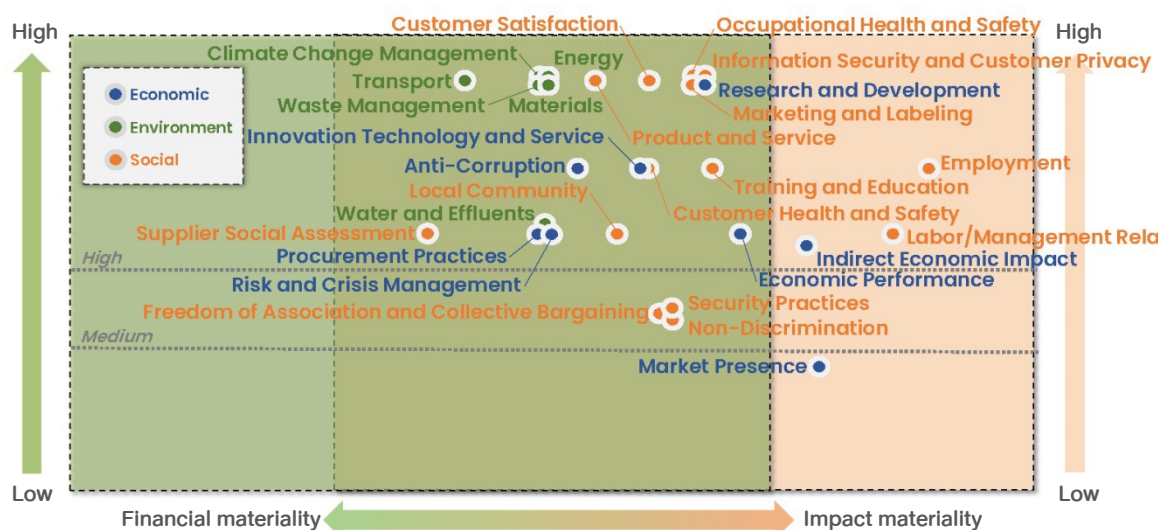 High
Customer Satisfaction
Occupational Health and Safety
High
Climate Change Management
Energy
Information Security and Customer Privacy
Transport
Research and Development
Economic
Environment
Social
Waste Management
Materials
Marketing and Labeling
Innovation Technology and Service
Product and Service
Anti-Corruption
Employment
Local Community
Training and Education
Water and Effluents
Customer Health and Safety
Supplier Social Assessment
Labor/Management Rela
High
Procurement Practices
Indirect Economic Impact
Risk and Crisis Management
Economic Performance
Security Practices
Freedom of Association and Collective Bargaining
Non-Discrimination
Medium
Market Presence
Low
Low
Financial materiality
Impact materiality